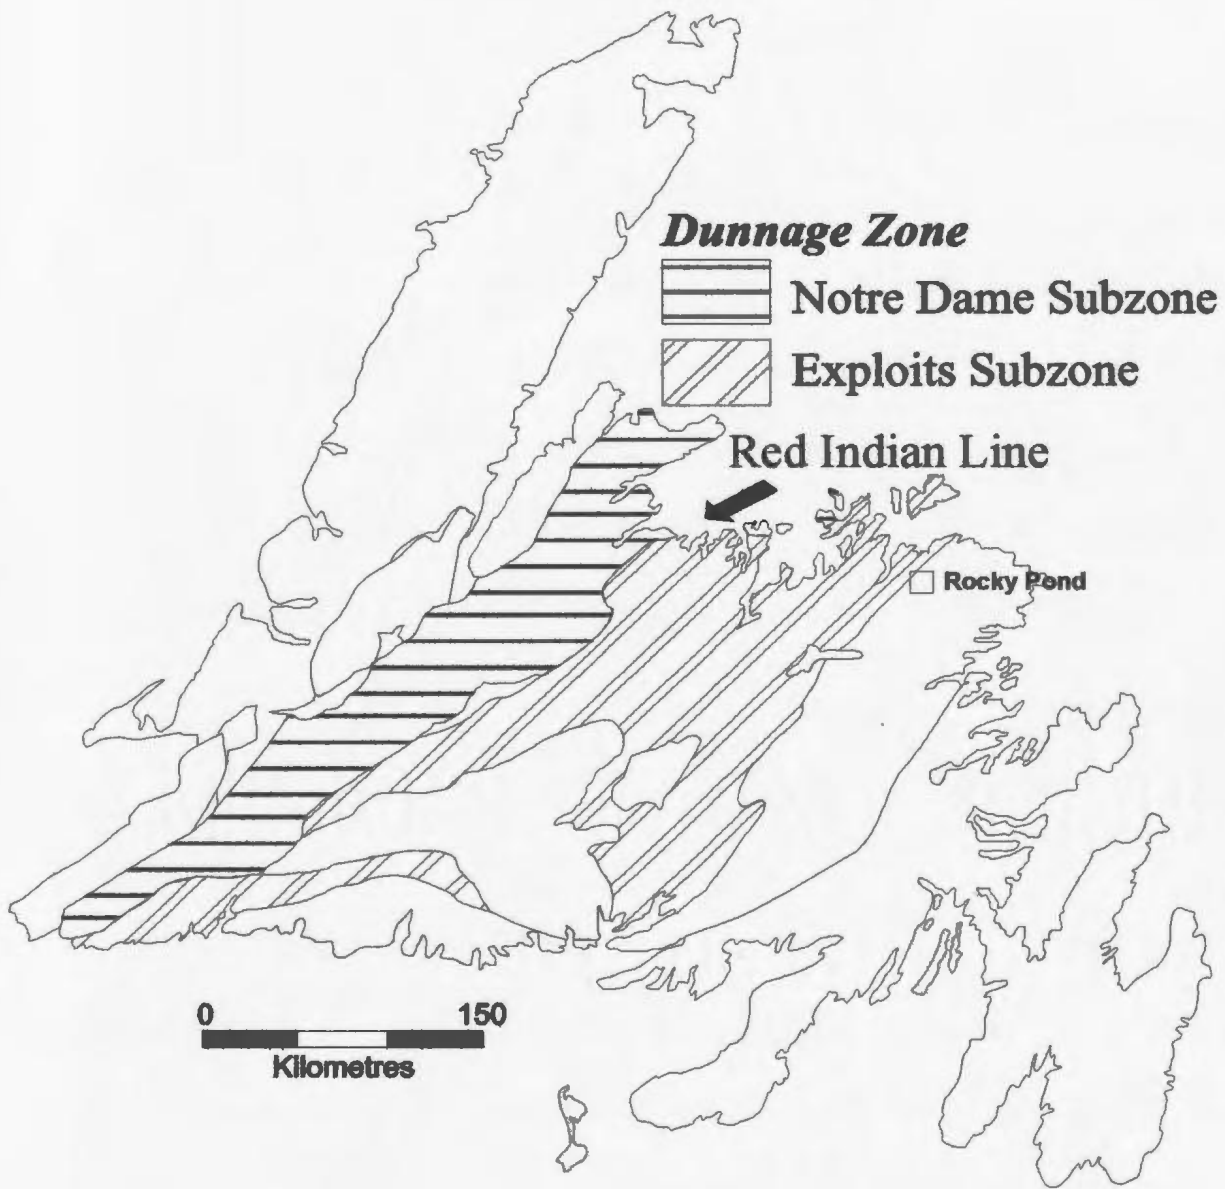 Dunnage Zone
Notre Dame Subzone
Exploits Subzone
Red Indian Line
Rocky Pond
0 150
Kilometres